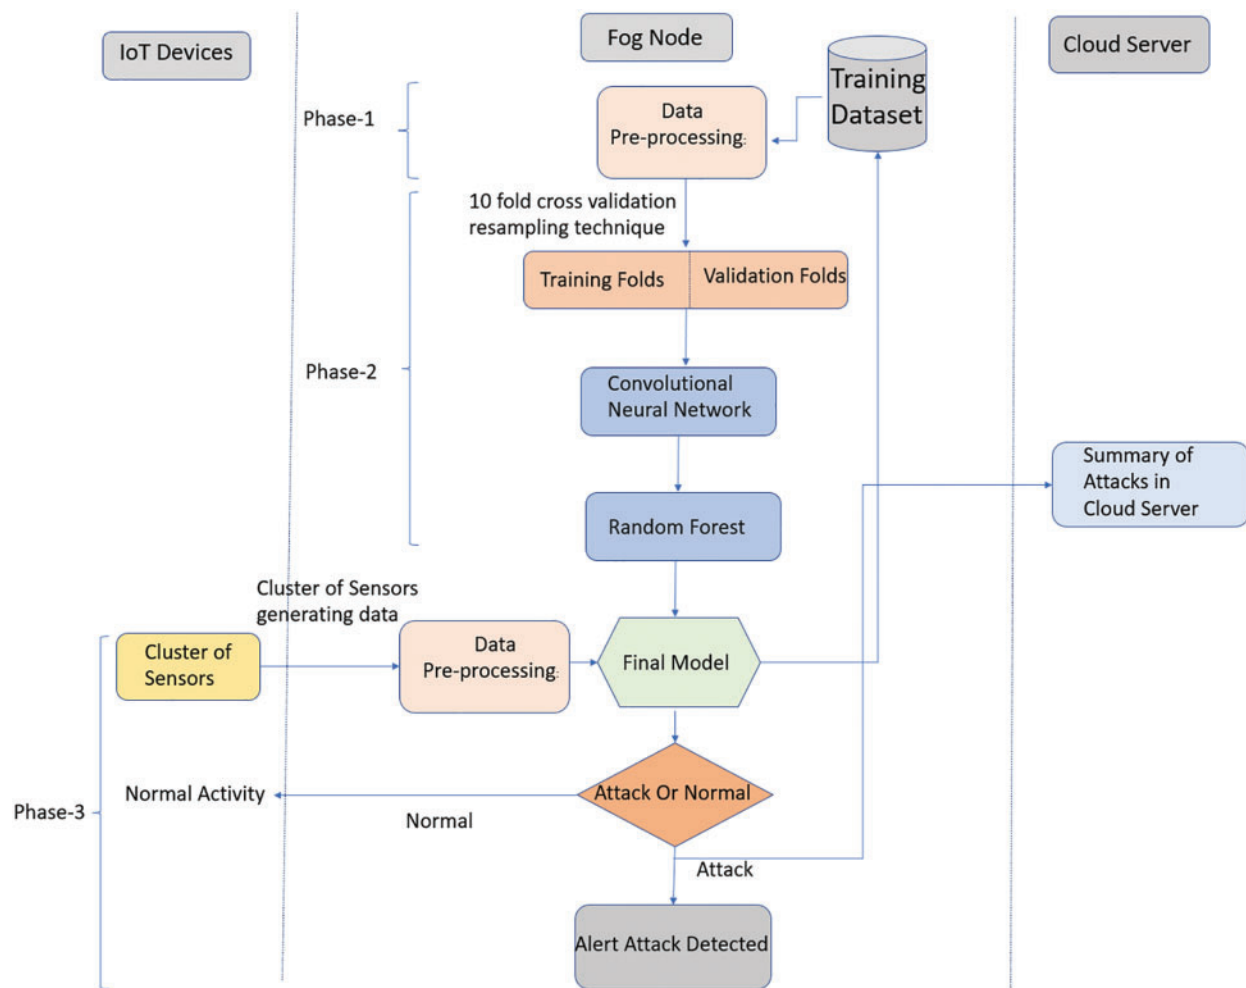 IoT Devices
Fog Node
Cloud Server
Training
Dataset
Phase-1
Data
Pre-processing:
10 fold cross validation
resampling technique
Training Folds
Validation Folds
Phase-2
Convolutional
Neural Network
Summary of
Attacks in
Cloud Server
Random Forest
Cluster of Sensors
generating data
Cluster of
Sensors
Data
Pre-processing:
Final Model
Phase-3
Normal Activity
Normal
Attack Or Normal
Attack
Alert Attack Detected